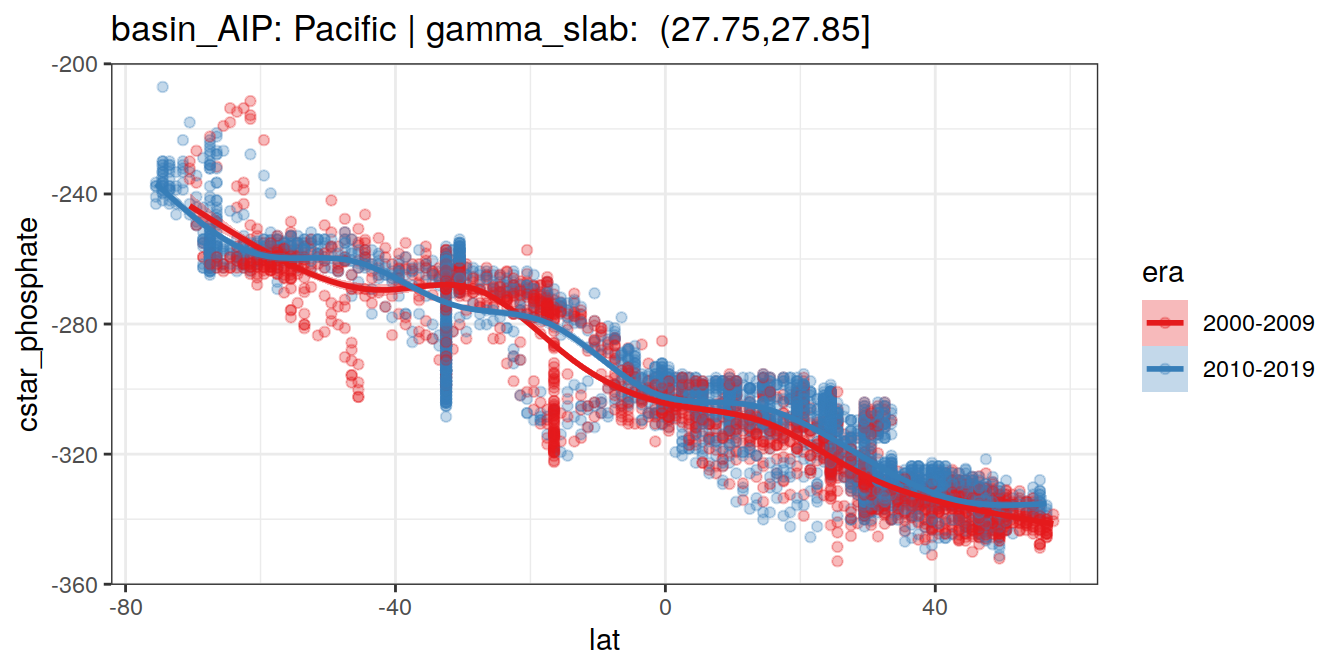 basin_AIP: Pacific | gamma_slab:  (27.75,27.85]
-200
-240
-280
-320
-360
cstar_phosphate
-80
-40
0
40
lat
era
2000-2009
2010-2019